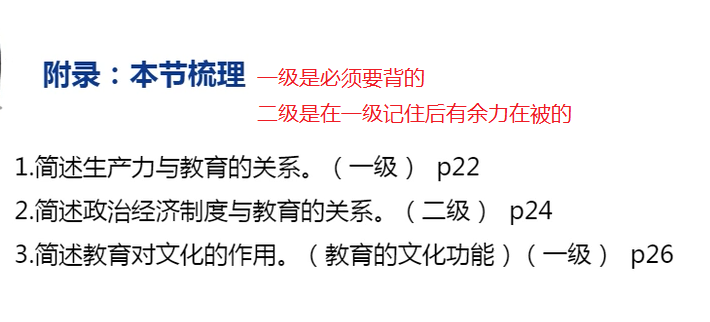 附录：本节梳理 一级是必须要背的
二级是在一级记住后有余力在被的
1.简述生产力与教育的关系。（一级） p22
2.简述政治经济制度与教育的关系。（二级） p24
3.简述教育对文化的作用。（教育的文化功能）（一级） p26